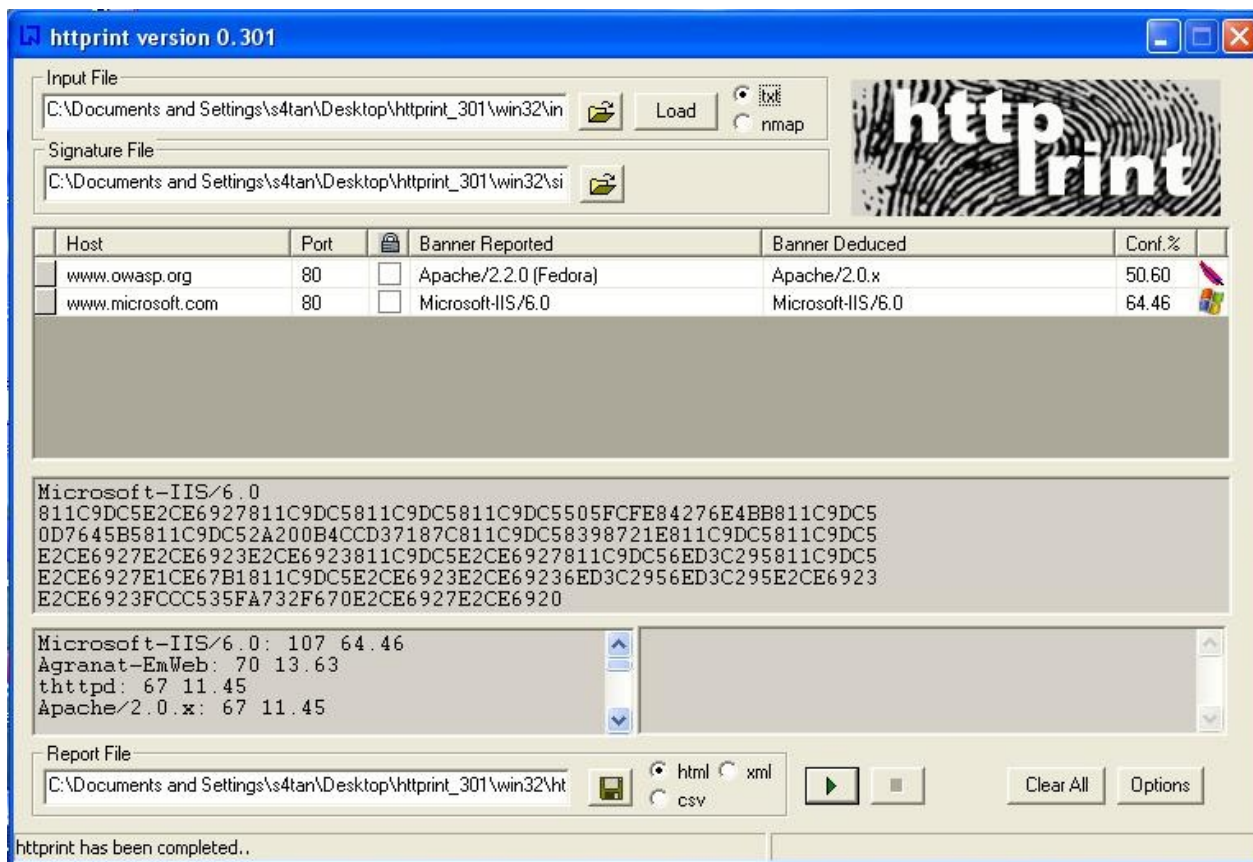 httprint version 0.301
Input File
C:\Documents and Settings\s4tan\Desktop\httprint_301\win32\in
Load
txt
nmap
http
print
Signature File
C:\Documents and Settings\s4tan\Desktop\httprint_301\win32\si
Host Port Banner Reported Banner Deduced Conf.%
www.owasp.org 80 Apache/2.2.0 (Fedora) Apache/2.0.x 50.60
www.microsoft.com 80 Microsoft-IIS/6.0 Microsoft-IIS/6.0 64.46
Microsoft-IIS/6.0
811C9DC5E2CE6927811C9DC5811C9DC5811C9DC5505FCFE84276E4BB811C9DC5
0D7645B5811C9DC52A200B4CCD37187C811C9DC58398721E811C9DC5811C9DC5
E2CE6927E2CE6923E2CE6923811C9DC5E2CE6927811C9DC56ED3C295811C9DC5
E2CE6927E1CE67B1811C9DC5E2CE6923E2CE69236ED3C2956ED3C295E2CE6923
E2CE6923FCCC535FA732F670E2CE6927E2CE6920
Microsoft-IIS/6.0: 107 64.46
Agranat-EmWeb: 70 13.63
thttpd: 67 11.45
Apache/2.0.x: 67 11.45
Report File
C:\Documents and Settings\s4tan\Desktop\httprint_301\win32\ht
html xml
csv
Clear All Options
httprint has been completed..